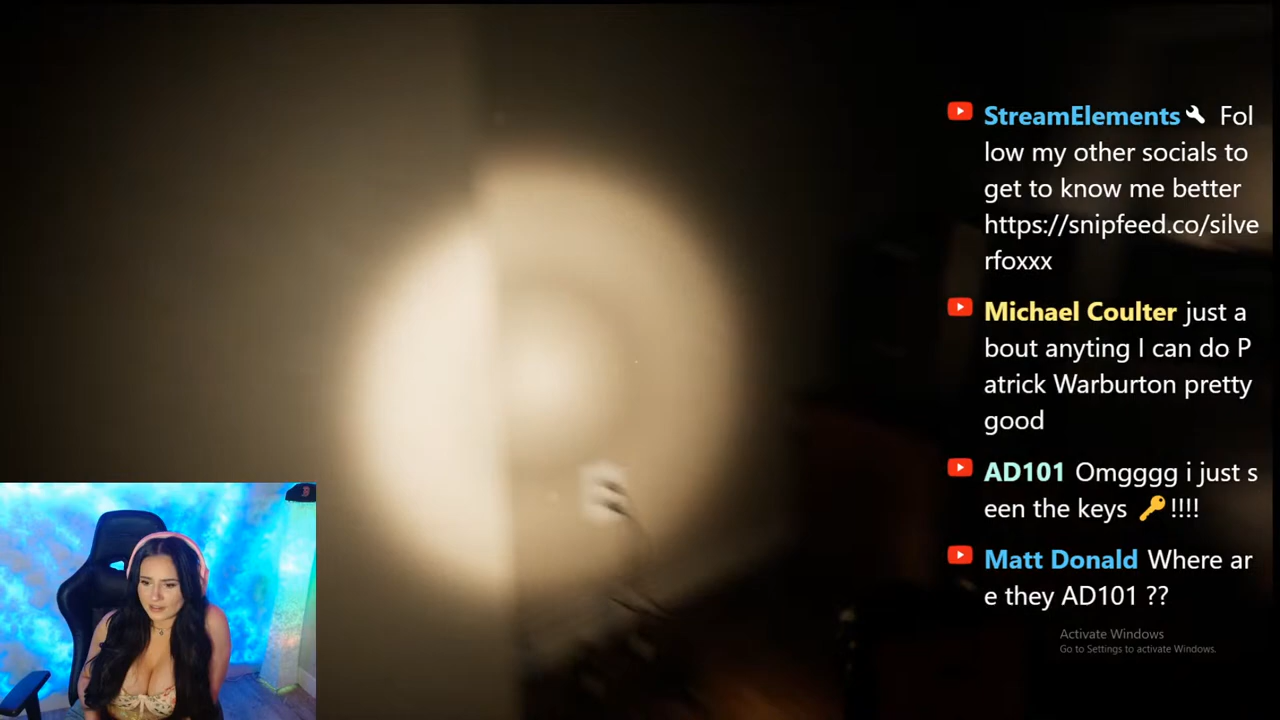 StreamElements Fol
low my other socials to
get to know me better
https://snipfeed.co/silve
rfoxxx
Michael Coulter just a
bout anyting I can do P
atrick Warburton pretty
good
AD101 Omgggg i just s
een the keys 🔑!!!!
Matt Donald Where ar
e they AD101 ??
Activate Windows
Go to Settings to activate Windows.